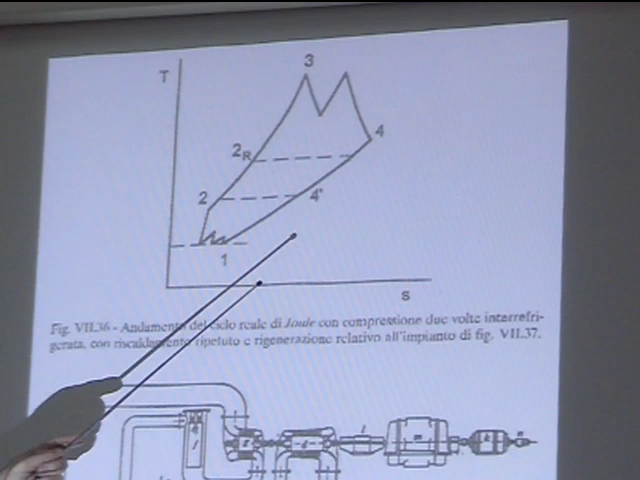 T
3
4
2R
2
4'
1
s
Fig. VII.36 - Andamento del ciclo reale di Joule con compressione due volte interrefri-
gerata, con riscaldamento ripetuto e rigenerazione relativo all'impianto di fig. VII.37.
f
g
d
l
m
k
n